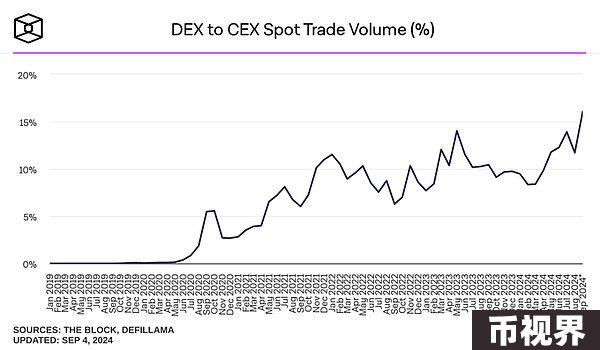 DEX to CEX Spot Trade Volume (%)
20%
15%
10%
5%
0%
Jan 2019
Feb 2019
Mar 2019
Apr 2019
May 2019
Jun 2019
Jul 2019
Aug 2019
Sep 2019
Oct 2019
Nov 2019
Dec 2019
Jan 2020
Feb 2020
Mar 2020
Apr 2020
May 2020
Jun 2020
Jul 2020
Aug 2020
Sep 2020
Oct 2020
Nov 2020
Dec 2020
Jan 2021
Feb 2021
Mar 2021
Apr 2021
May 2021
Jun 2021
Jul 2021
Aug 2021
Sep 2021
Oct 2021
Nov 2021
Dec 2021
Jan 2022
Feb 2022
Mar 2022
Apr 2022
May 2022
Jun 2022
Jul 2022
Aug 2022
Sep 2022
Oct 2022
Nov 2022
Dec 2022
Jan 2023
Feb 2023
Mar 2023
Apr 2023
May 2023
Jun 2023
Jul 2023
Aug 2023
Sep 2023
Oct 2023
Nov 2023
Dec 2023
Jan 2024
Feb 2024
Mar 2024
Apr 2024
May 2024
Jun 2024
Jul 2024
Aug 2024
Sep 2024*
SOURCES: THE BLOCK, DEFILLAMA
UPDATED: SEP 4, 2024
币视界